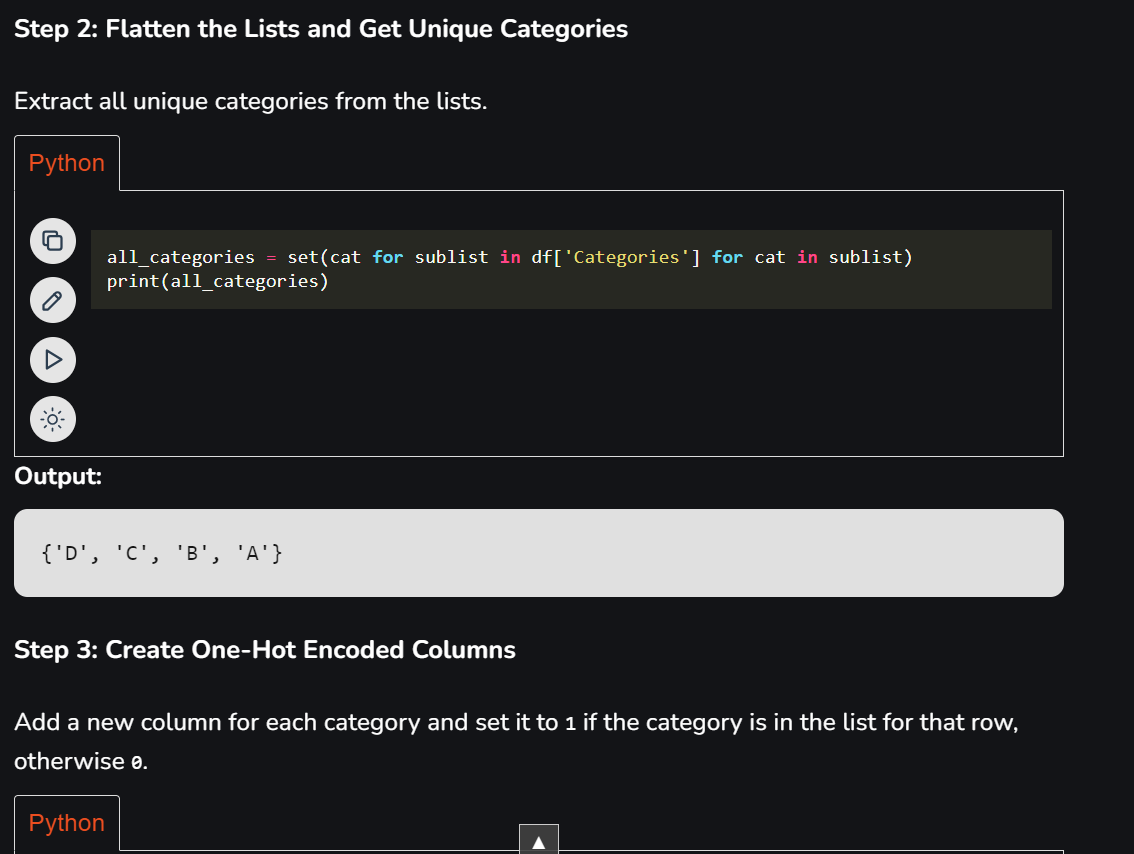 Step 2: Flatten the Lists and Get Unique Categories
Extract all unique categories from the lists.
Python
all_categories = set(cat for sublist in df['Categories'] for cat in sublist)
print(all_categories)
Output:
{'D', 'C', 'B', 'A'}
Step 3: Create One-Hot Encoded Columns
Add a new column for each category and set it to 1 if the category is in the list for that row,
otherwise 0.
Python